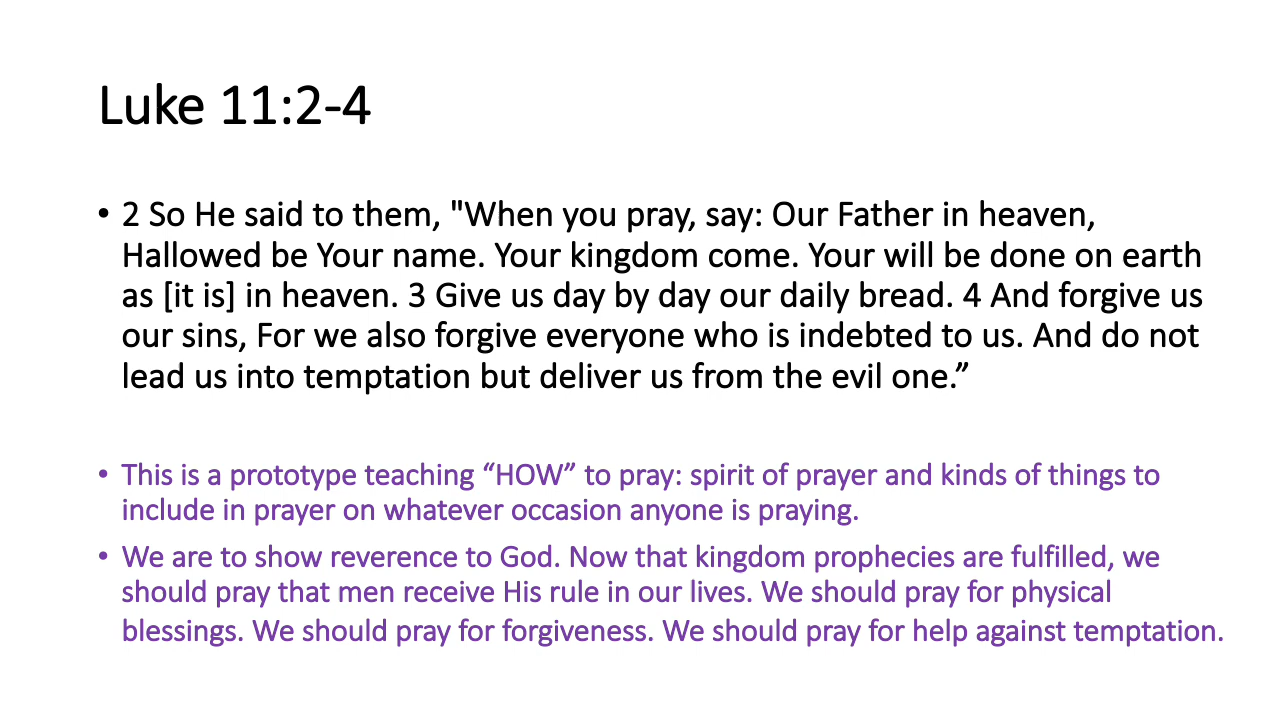 Luke 11:2-4
• 2 So He said to them, "When you pray, say: Our Father in heaven,
Hallowed be Your name. Your kingdom come. Your will be done on earth
as [it is] in heaven. 3 Give us day by day our daily bread. 4 And forgive us
our sins, For we also forgive everyone who is indebted to us. And do not
lead us into temptation but deliver us from the evil one.”
• This is a prototype teaching “HOW” to pray: spirit of prayer and kinds of things to
include in prayer on whatever occasion anyone is praying.
• We are to show reverence to God. Now that kingdom prophecies are fulfilled, we
should pray that men receive His rule in our lives. We should pray for physical
blessings. We should pray for forgiveness. We should pray for help against temptation.